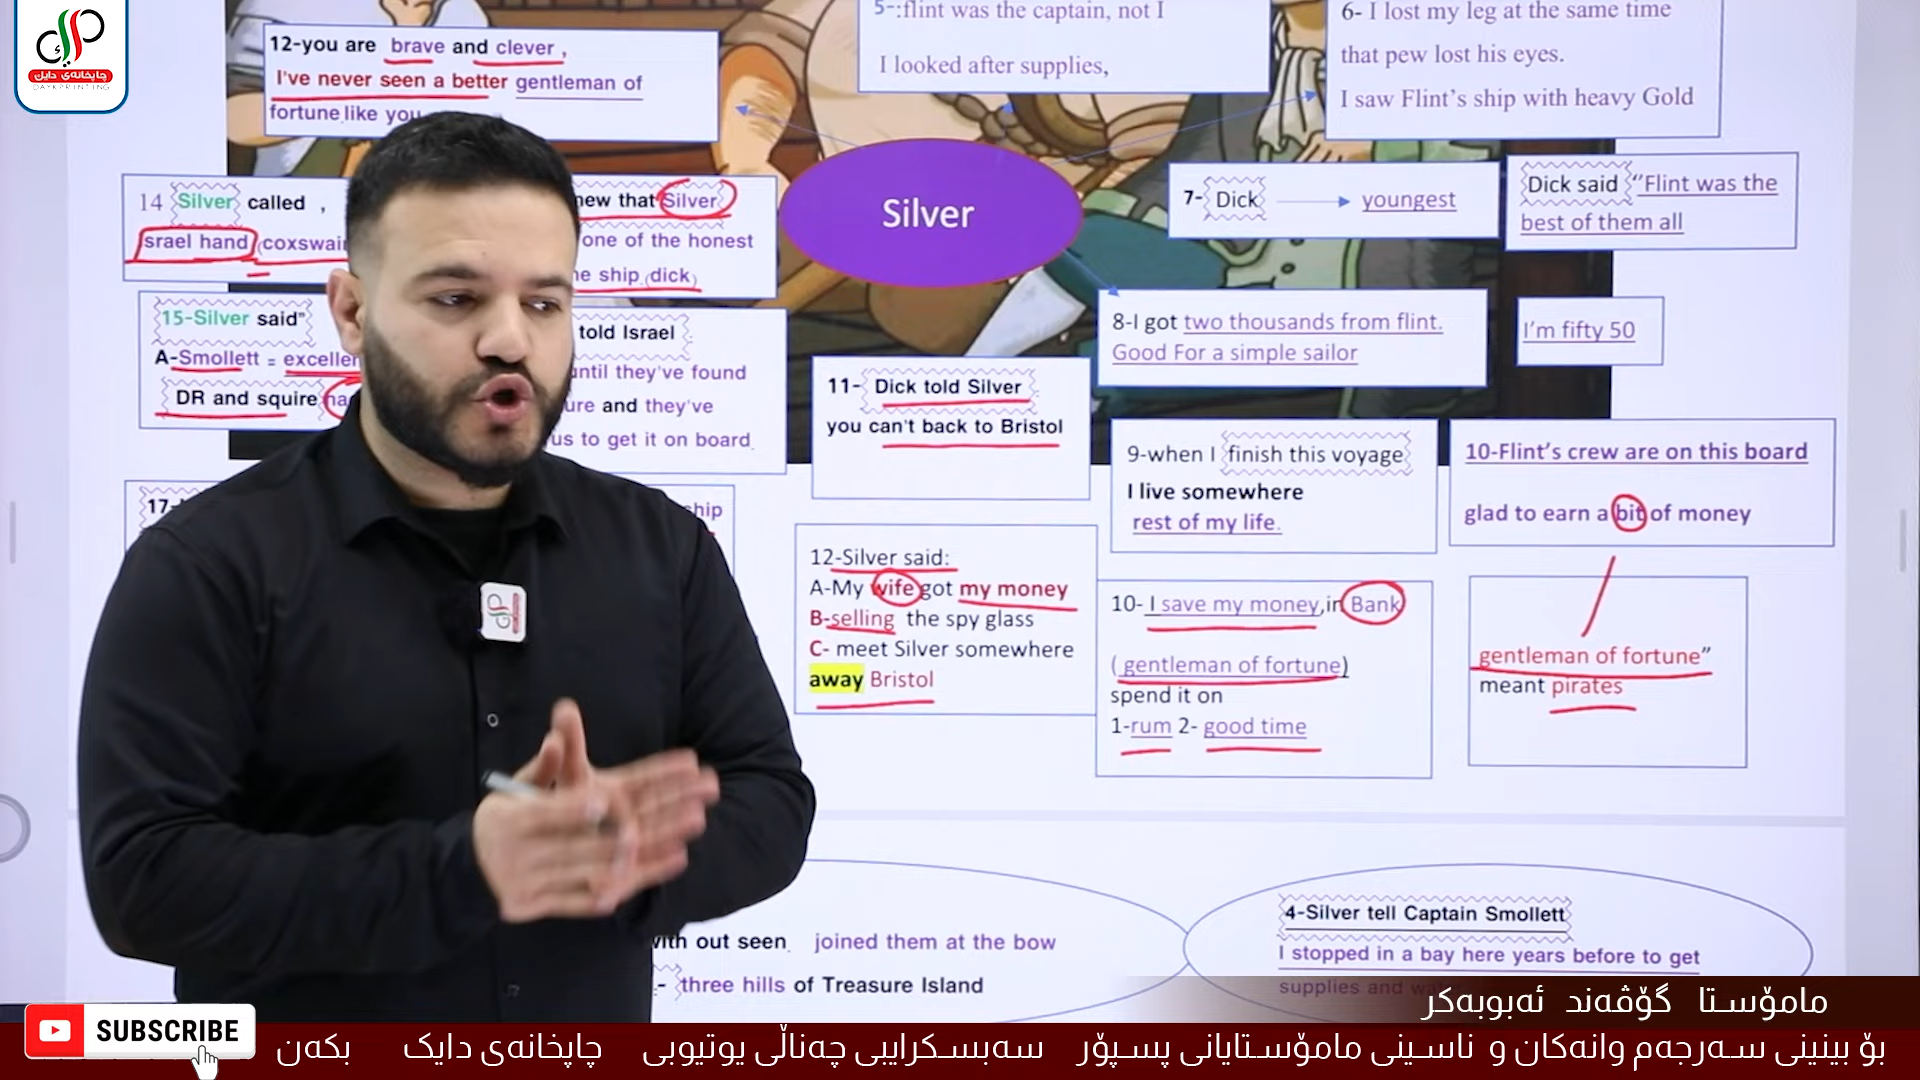 چاپخانەی دایک
DAYKPRINTING
12-you are brave and clever ,
I've never seen a better gentleman of
fortune like you
5-:flint was the captain, not I
I looked after supplies,
6- I lost my leg at the same time
that pew lost his eyes.
I saw Flint's ship with heavy Gold
14 Silver called ,
srael hand (coxswai
new that Silver
one of the honest
he ship (dick)
Silver
7- Dick youngest
Dick said "Flint was the
best of them all
15-Silver said"
A-Smollett = exceller
DR and squire
told Israel
until they've found
ure and they've
us to get it on board.
8-I got two thousands from flint.
Good For a simple sailor
I'm fifty 50
11- Dick told Silver
you can't back to Bristol
9-when I finish this voyage
I live somewhere
rest of my life.
10-Flint's crew are on this board
glad to earn a bit of money
17-
ship
12-Silver said:
A-My wife got my money
B-selling the spy glass
C- meet Silver somewhere
away Bristol
10- I save my money,in Bank
( gentleman of fortune)
spend it on
1-rum 2- good time
gentleman of fortune"
meant pirates
with out seen joined them at the bow
- three hills of Treasure Island
4-Silver tell Captain Smollett
I stopped in a bay here years before to get
supplies and
مامۆستا گۆڤەند ئەبوبەکر
SUBSCRIBE
بۆ بینینی سەرجەم وانەکان و ناسینی مامۆستایانی پسپۆر سەبسکرایبی چەناڵی یوتیوبی چاپخانەی دایک بکەن